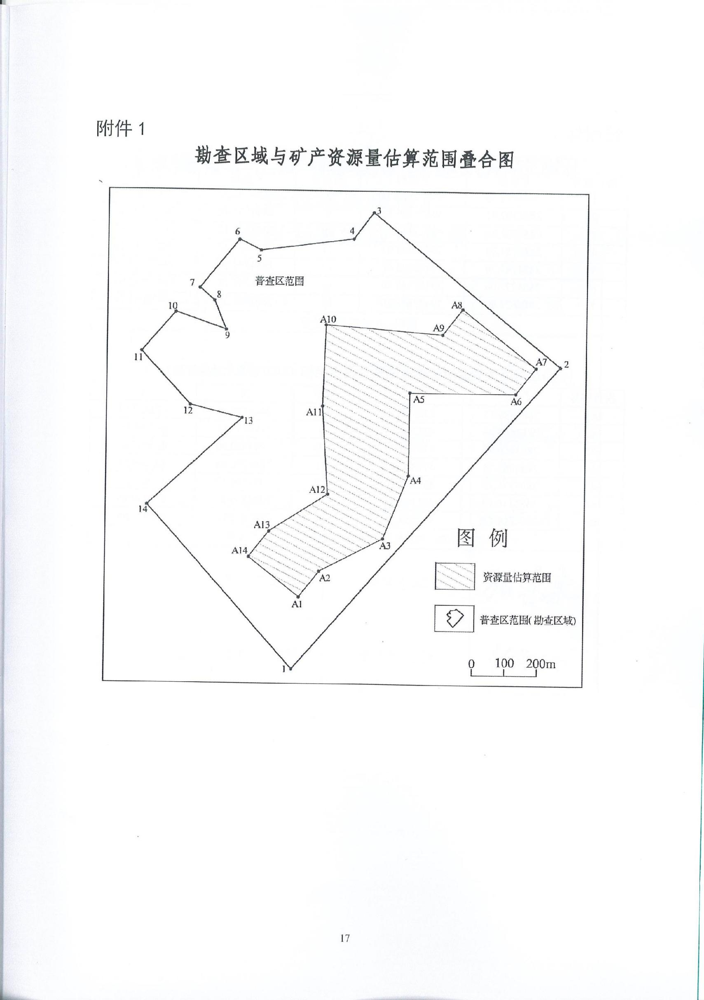 附件 1
勘查区域与矿产资源量估算范围叠合图
3
6
4
5
7
普查区范围
8
10
A8
A10
A9
9
11
A7
2
A5
A6
12
A11
13
A4
A12
14
A13
图 例
A3
A14
A2
资源量估算范围
A1
普查区范围(勘查区域)
1
0 100 200m
17